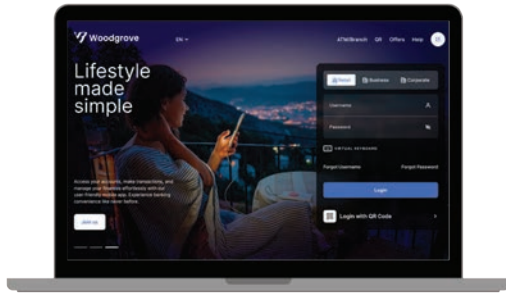 Woodgrove
EN
ATM/Branch QR Offers Help
Lifestyle
made
simple
Retail Business Corporate
Username
Password
VIRTUAL KEYBOARD
Forgot Username Forgot Password
Login
Login with QR Code
Access your accounts, make transactions, and
manage your finances effortlessly with our
user-friendly mobile app. Experience banking
convenience like never before.
Join us